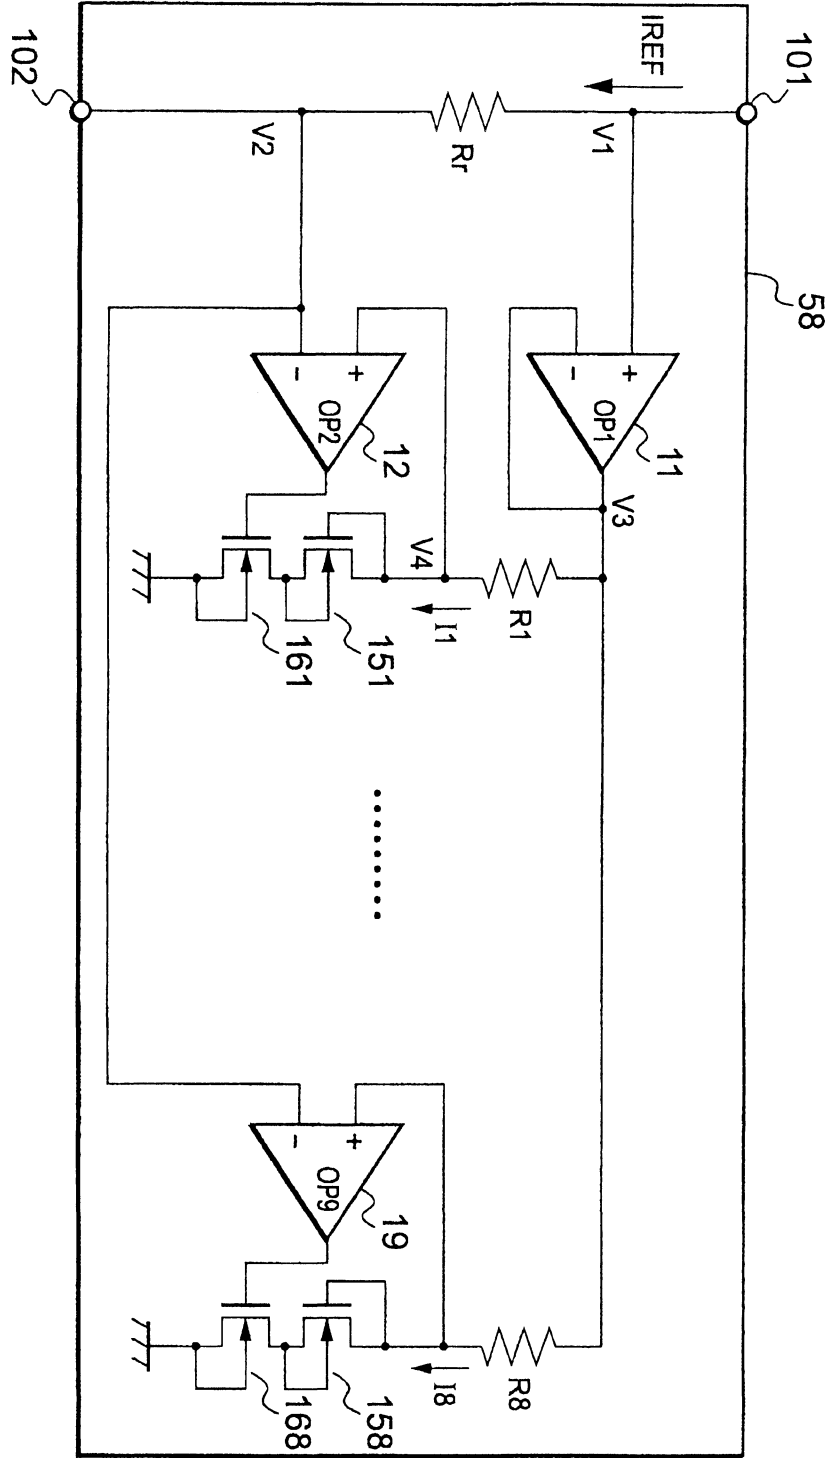 101
58
IREF
V1
Rr
V2
102
+
-
OP1
11
V3
+
-
OP2
12
V4
R1
I1
151
161
+
-
OP9
19
R8
I8
158
168